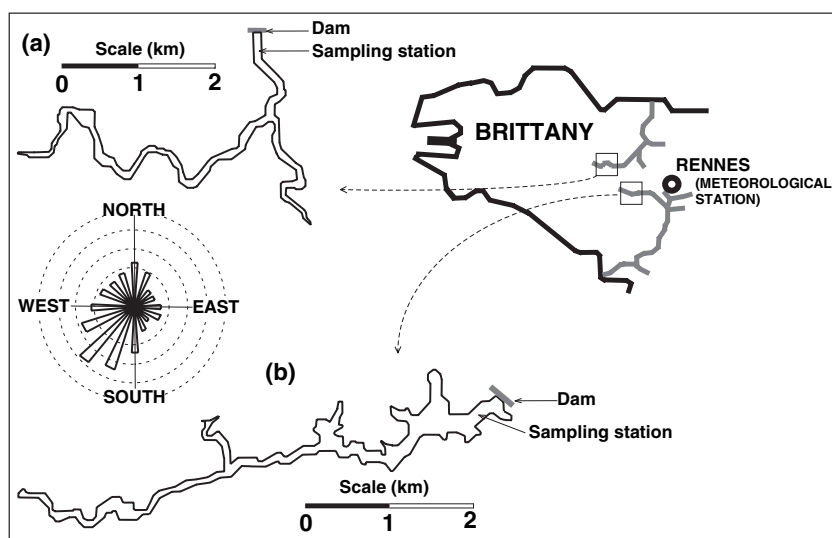 (a)
Scale (km)
0 1 2
Dam
Sampling station
BRITTANY
RENNES
(METEOROLOGICAL
STATION)
NORTH
WEST
EAST
SOUTH
(b)
Dam
Sampling station
Scale (km)
0 1 2